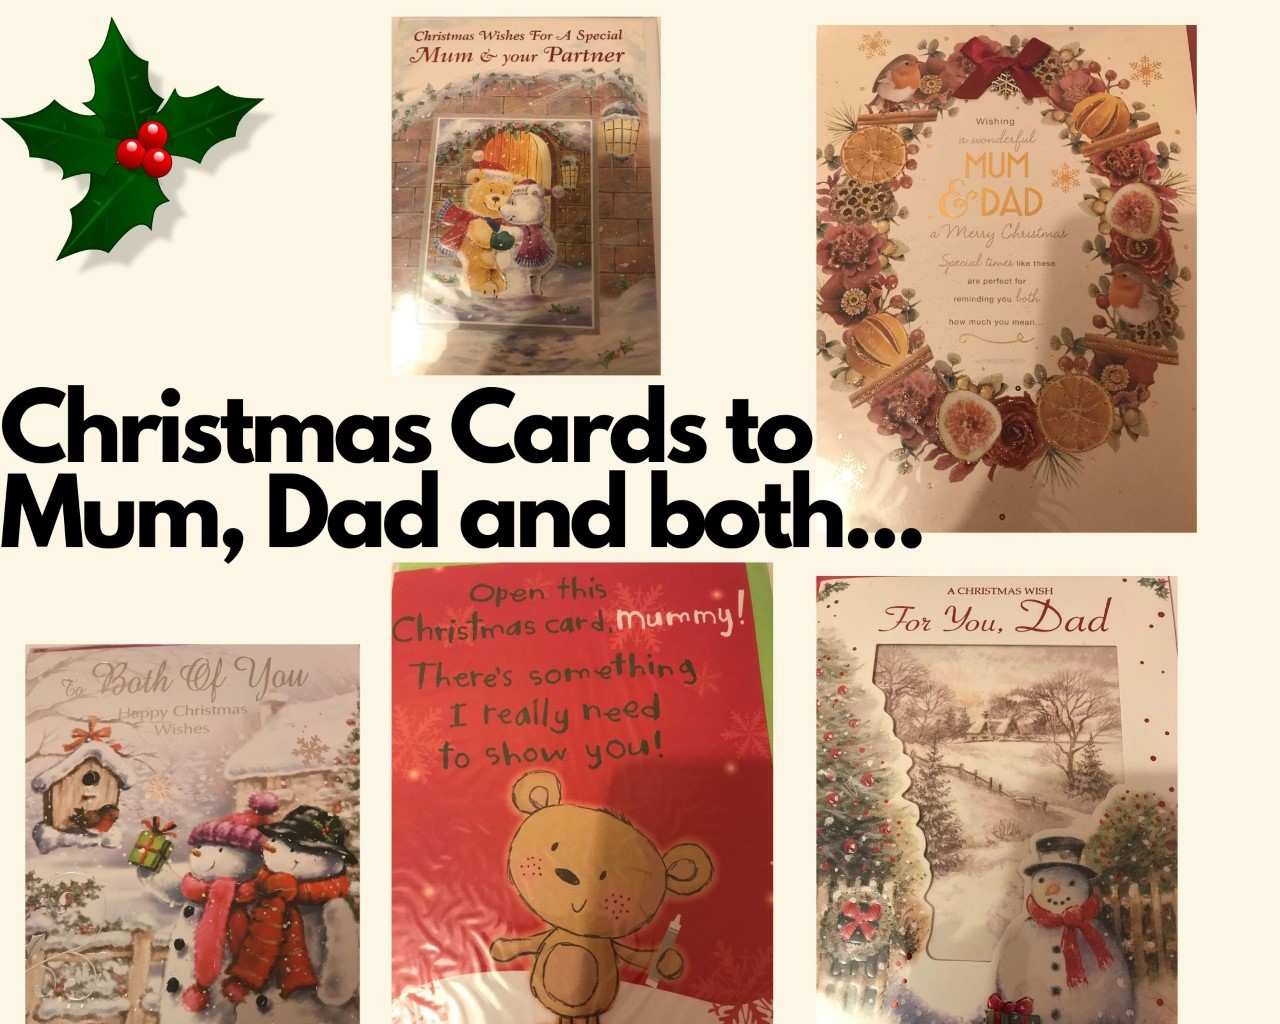 Christmas Wishes For A Special
Mum & your Partner
Wishing
a wonderful
MUM
& DAD
a Merry Christmas
Special times like these
are perfect for
reminding you both
how much you mean...
Christmas Cards to
Mum, Dad and both...
To Both Of You
Happy Christmas
Wishes
Open this
Christmas card, mummy!
There's something
I really need
to show you!
A CHRISTMAS WISH
For You, Dad